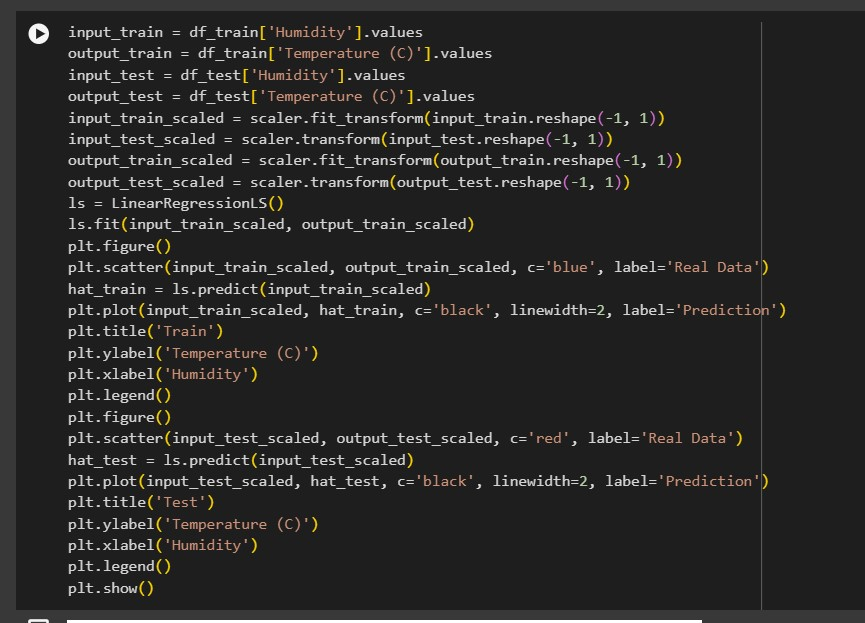 input_train = df_train['Humidity'].values
output_train = df_train['Temperature (C)'].values
input_test = df_test['Humidity'].values
output_test = df_test['Temperature (C)'].values
input_train_scaled = scaler.fit_transform(input_train.reshape(-1, 1))
input_test_scaled = scaler.transform(input_test.reshape(-1, 1))
output_train_scaled = scaler.fit_transform(output_train.reshape(-1, 1))
output_test_scaled = scaler.transform(output_test.reshape(-1, 1))
ls = LinearRegressionLS()
ls.fit(input_train_scaled, output_train_scaled)
plt.figure()
plt.scatter(input_train_scaled, output_train_scaled, c='blue', label='Real Data')
hat_train = ls.predict(input_train_scaled)
plt.plot(input_train_scaled, hat_train, c='black', linewidth=2, label='Prediction')
plt.title('Train')
plt.ylabel('Temperature (C)')
plt.xlabel('Humidity')
plt.legend()
plt.figure()
plt.scatter(input_test_scaled, output_test_scaled, c='red', label='Real Data')
hat_test = ls.predict(input_test_scaled)
plt.plot(input_test_scaled, hat_test, c='black', linewidth=2, label='Prediction')
plt.title('Test')
plt.ylabel('Temperature (C)')
plt.xlabel('Humidity')
plt.legend()
plt.show()